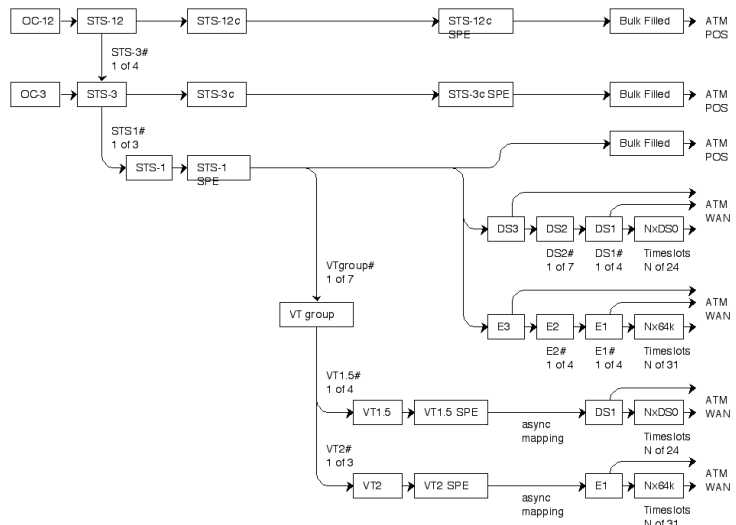 OC-12
STS-12
STS-12c
STS-12c
SPE
Bulk Filled
ATM
POS
STS-3#
1 of 4
OC-3
STS-3
STS-3c
STS-3c SPE
Bulk Filled
ATM
POS
STS1#
1 of 3
STS-1
STS-1
SPE
Bulk Filled
ATM
POS
DS3
DS2
DS1
NxDS0
ATM
WAN
DS2#
1 of 7
DS1#
1 of 4
Timeslots
N of 24
VTgroup#
1 of 7
VT group
E3
E2
E1
Nx64k
ATM
WAN
E2#
1 of 4
E1#
1 of 4
Timeslots
N of 31
VT1.5#
1 of 4
VT1.5
VT1.5 SPE
async
mapping
DS1
NxDS0
ATM
WAN
Timeslots
N of 24
VT2#
1 of 3
VT2
VT2 SPE
async
mapping
E1
Nx64k
ATM
WAN
Timeslots
N of 31